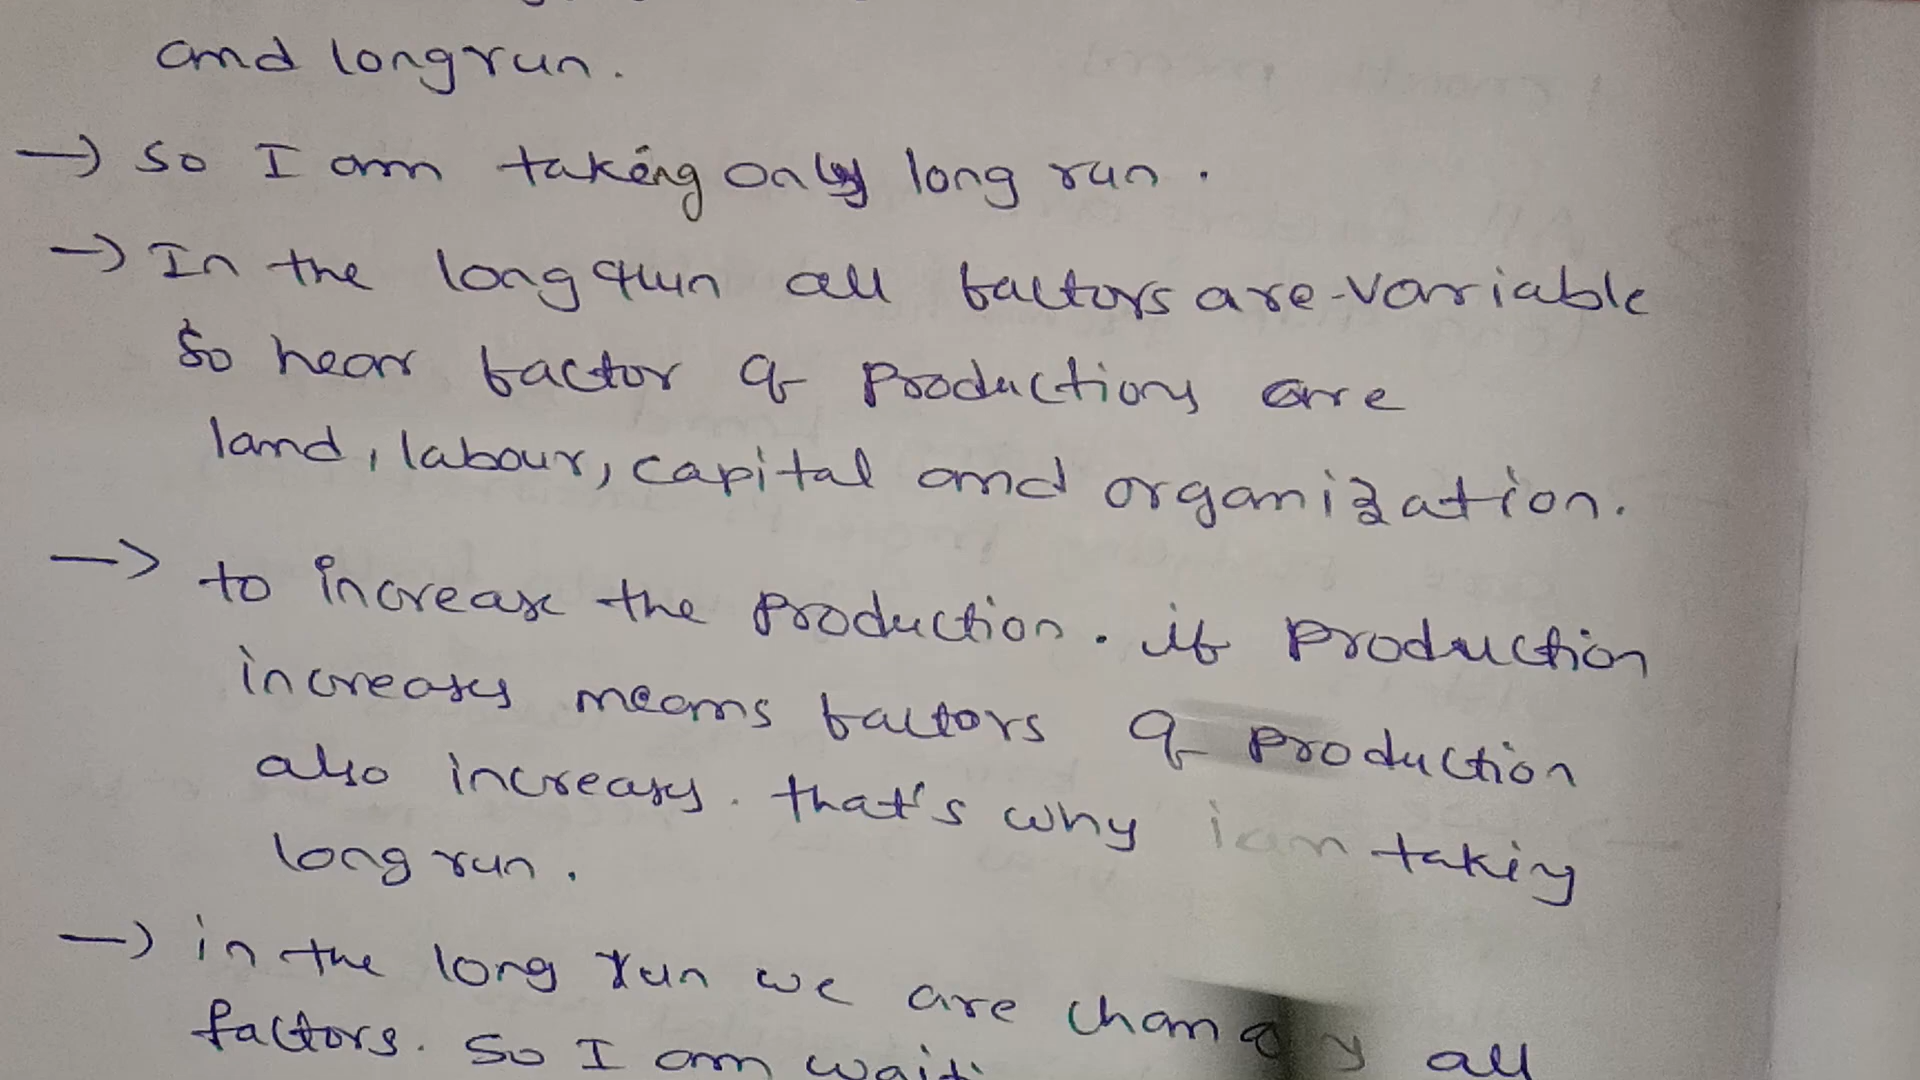 and long run.
→ so I am taking only long run.
→ In the long run all factors are variable
So hear factor of productions are
land, labour, capital and organization.
→ to increase the production. if production
increases means factors of production
also increases. that's why i am taking
long run.
→ in the long run we are changing all
factors. So I am